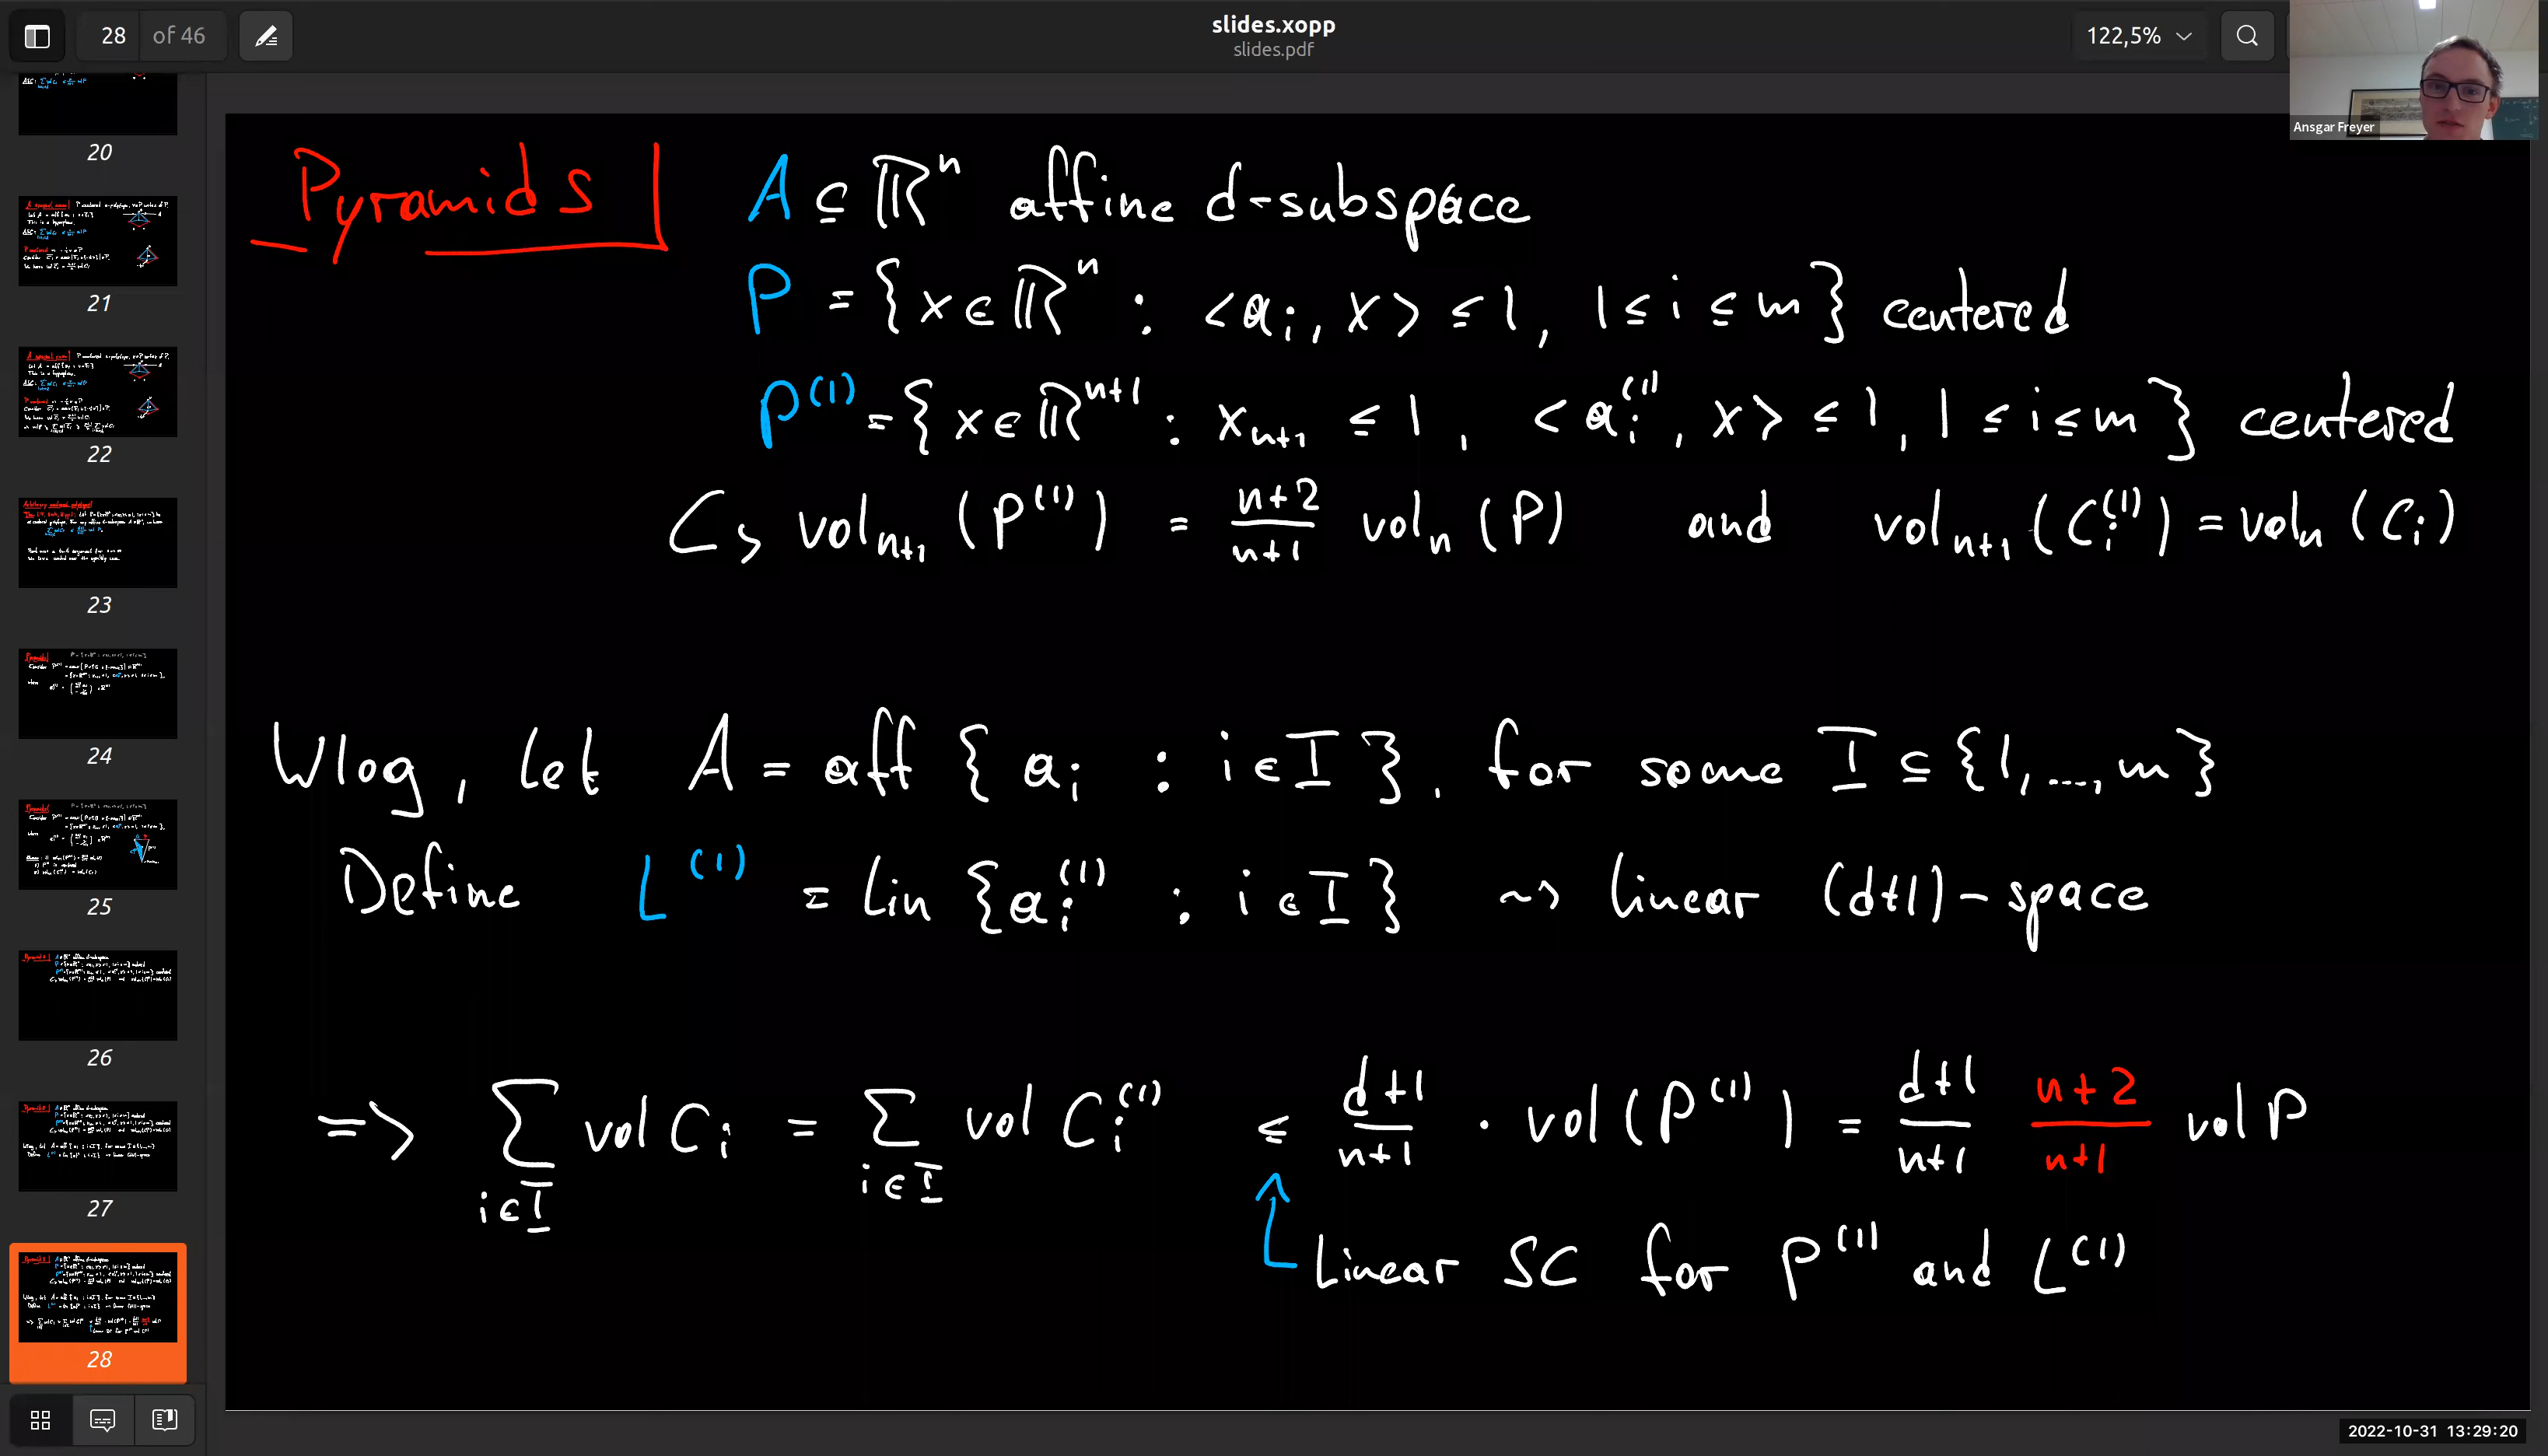 28 of 46
slides.xopp
slides.pdf
122,5%
Ansgar Freyer
20
21
22
23
24
25
26
27
28
Pyramids
A ⊆ ℝⁿ affine d-subspace
P = {x ∈ ℝⁿ : <aᵢ, x> ≤ 1, 1 ≤ i ≤ m} centered
P⁽¹⁾ = {x ∈ ℝⁿ⁺¹ : xₙ₊₁ ≤ 1, <aᵢ⁽¹⁾, x> ≤ 1, 1 ≤ i ≤ m} centered
↳ volₙ₊₁ (P⁽¹⁾) = (n+2)/(n+1) volₙ (P) and volₙ₊₁ (Cᵢ⁽¹⁾) = volₙ (Cᵢ)
Wlog, let A = aff {aᵢ : i ∈ I}, for some I ⊆ {1,...,m}
Define L⁽¹⁾ = lin {aᵢ⁽¹⁾ : i ∈ I} ⇝ linear (d+1)-space
=> ∑_{i∈I} vol Cᵢ = ∑_{i∈I} vol Cᵢ⁽¹⁾ ≤ (d+1)/(n+1) · vol(P⁽¹⁾) = (d+1)/(n+1) (n+2)/(n+1) vol P
Linear SC for P⁽¹⁾ and L⁽¹⁾
2022-10-31 13:29:20